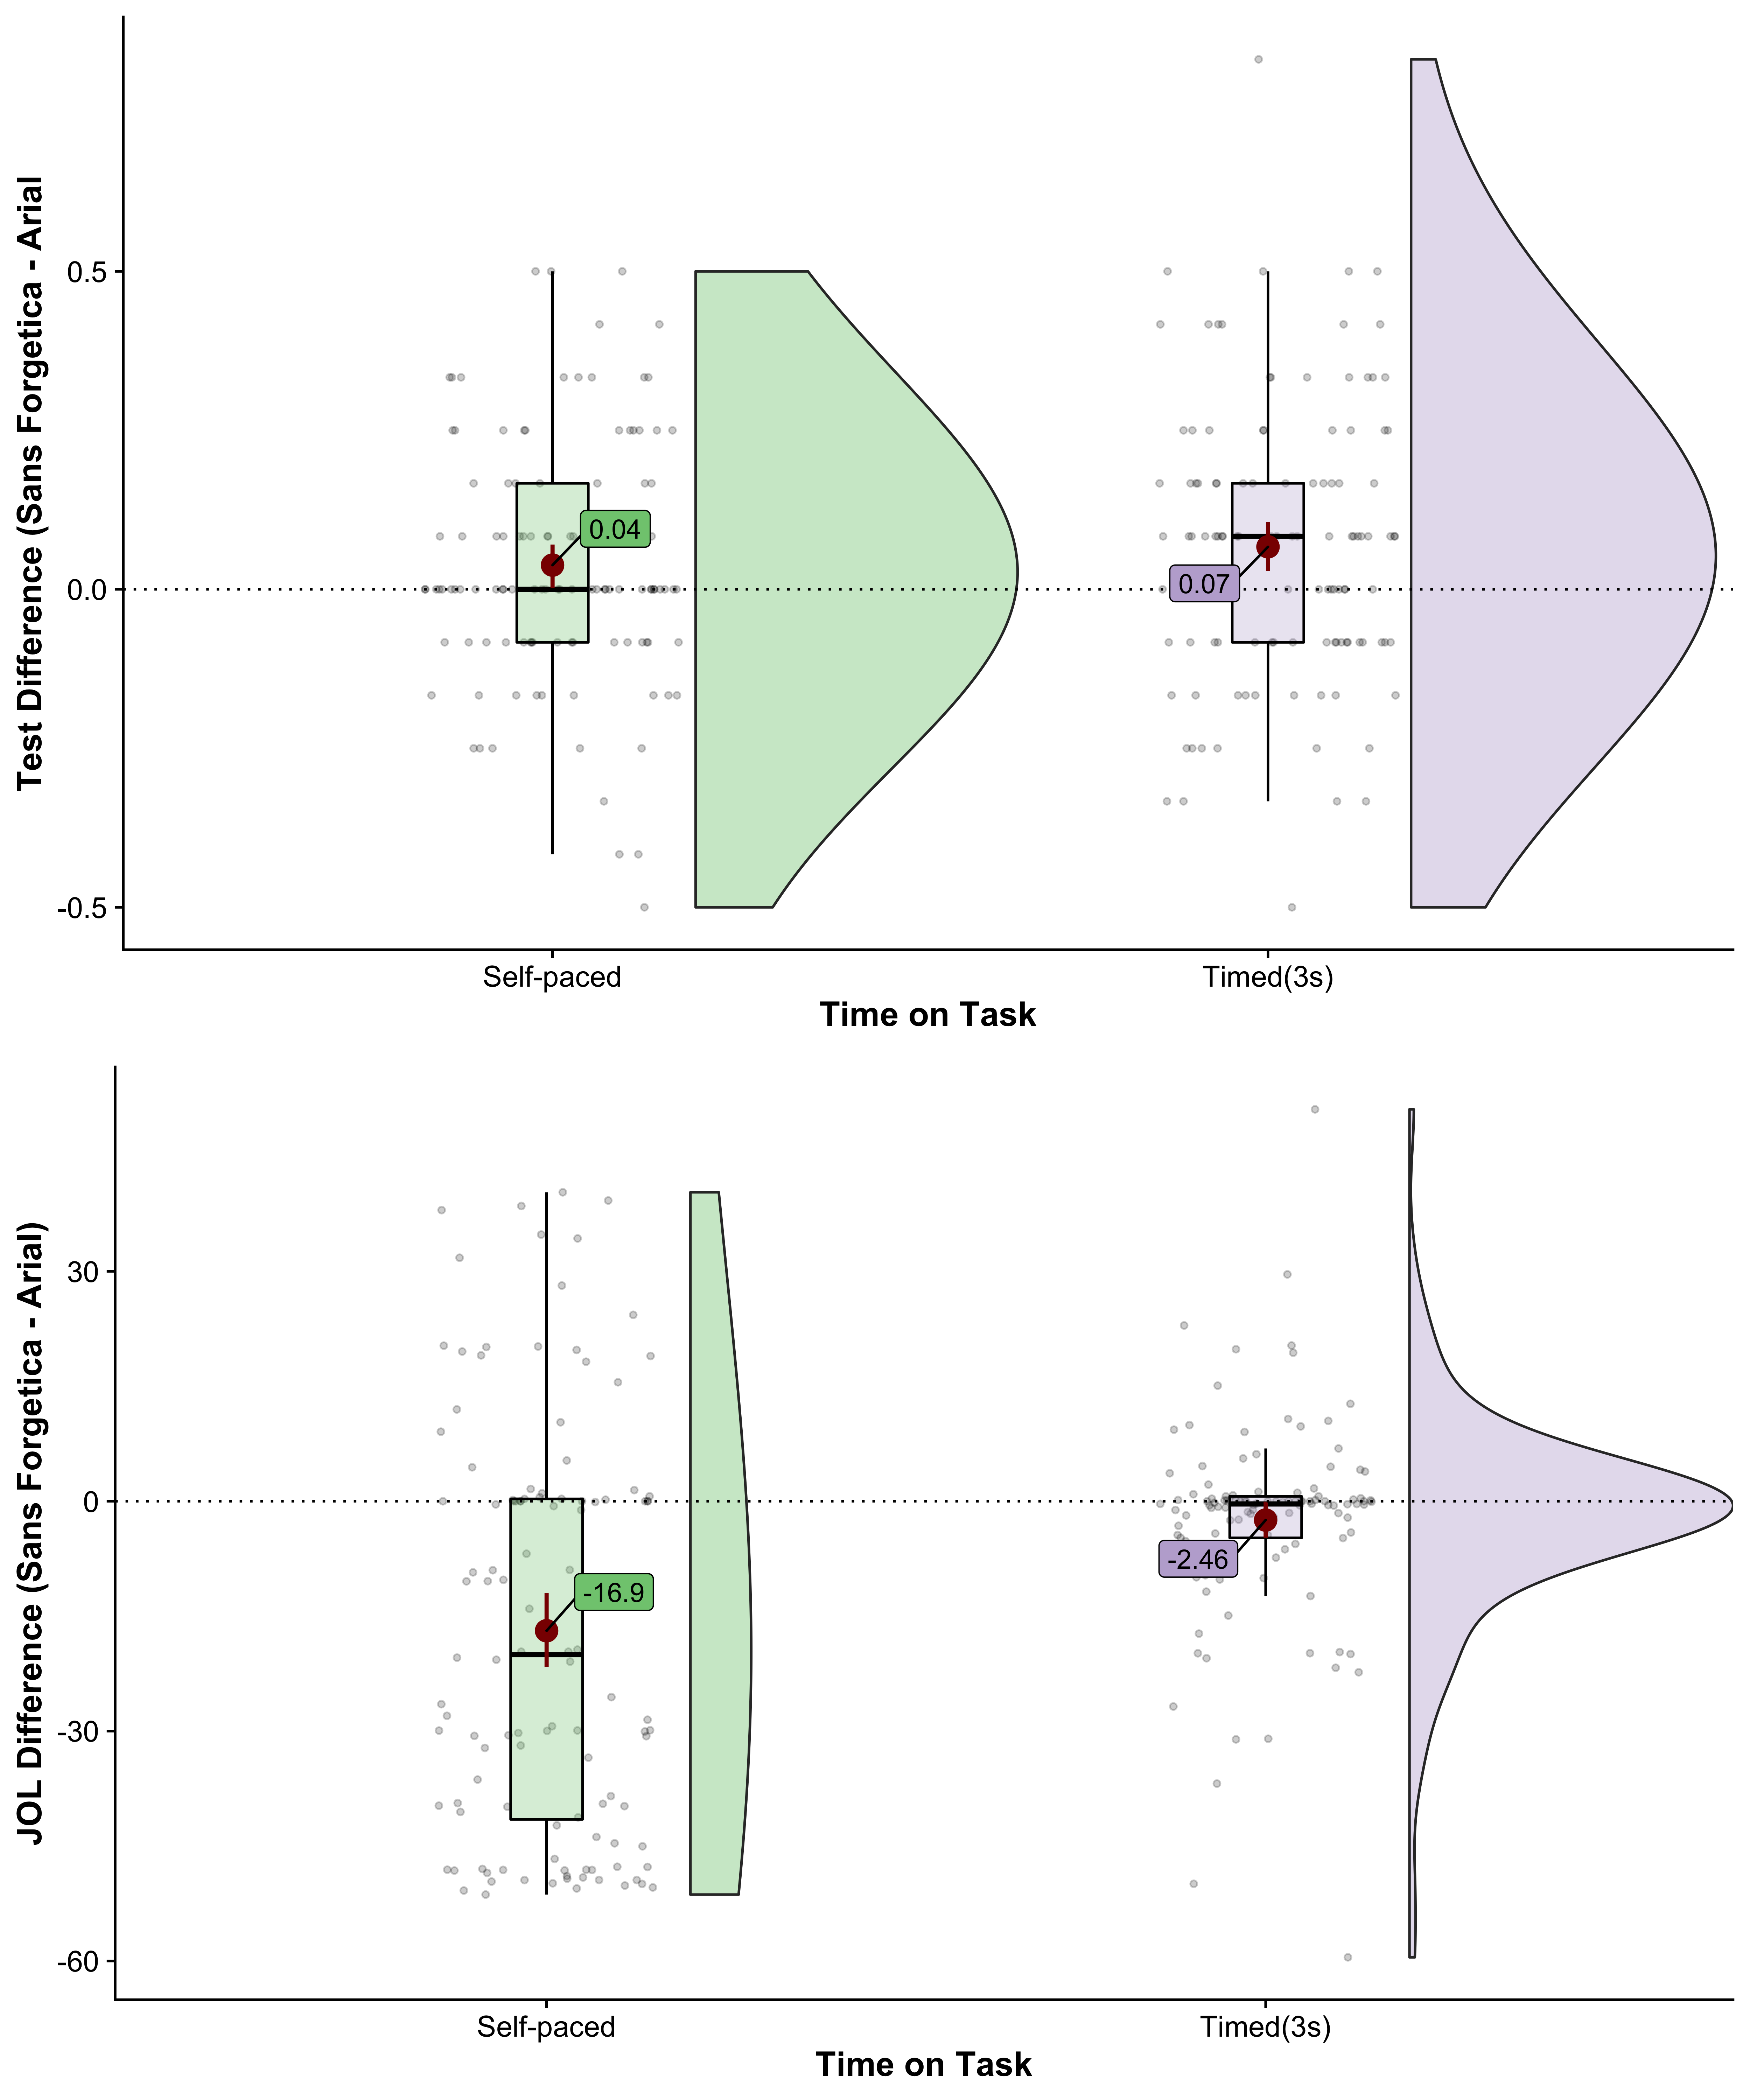 Test Difference (Sans Forgetica - Arial
0.5
0.0
-0.5
0.04
0.07
Self-paced
Timed(3s)
Time on Task
JOL Difference (Sans Forgetica - Arial)
30
0
-30
-60
-16.9
-2.46
Self-paced
Timed(3s)
Time on Task